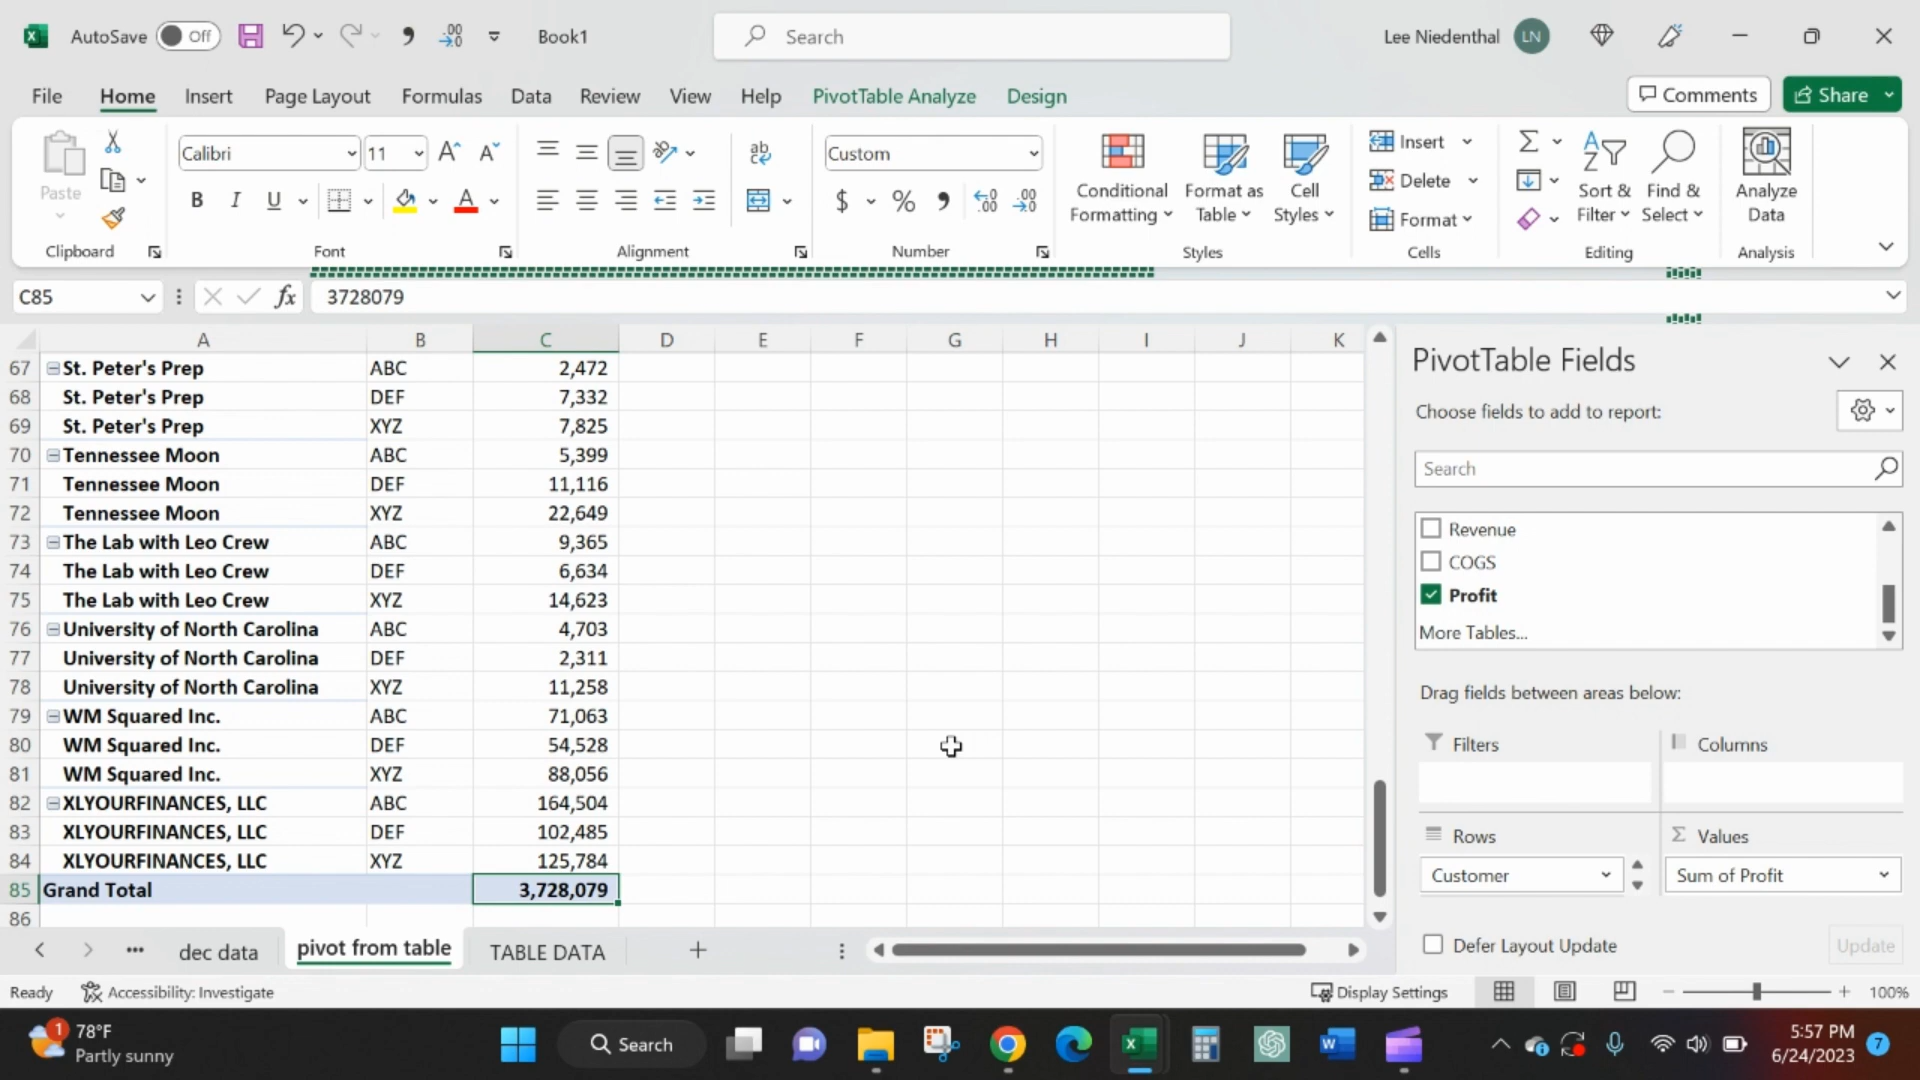 AutoSave Off Book1 Search Lee Niedenthal LN
File Home Insert Page Layout Formulas Data Review View Help PivotTable Analyze Design Comments Share
Paste Calibri 11 Custom Conditional Formatting Format as Table Cell Styles Insert Delete Format Sort & Filter Find & Select Analyze Data
B I U $ % ab
Clipboard Font Alignment Number Styles Cells Editing Analysis
C85 fx 3728079
A B C D E F G H I J K
67 St. Peter's Prep ABC 2,472
68 St. Peter's Prep DEF 7,332
69 St. Peter's Prep XYZ 7,825
70 Tennessee Moon ABC 5,399
71 Tennessee Moon DEF 11,116
72 Tennessee Moon XYZ 22,649
73 The Lab with Leo Crew ABC 9,365
74 The Lab with Leo Crew DEF 6,634
75 The Lab with Leo Crew XYZ 14,623
76 University of North Carolina ABC 4,703
77 University of North Carolina DEF 2,311
78 University of North Carolina XYZ 11,258
79 WM Squared Inc. ABC 71,063
80 WM Squared Inc. DEF 54,528
81 WM Squared Inc. XYZ 88,056
82 XLYOURFINANCES, LLC ABC 164,504
83 XLYOURFINANCES, LLC DEF 102,485
84 XLYOURFINANCES, LLC XYZ 125,784
85 Grand Total 3,728,079
86
PivotTable Fields
Choose fields to add to report:
Search
Revenue
COGS
Profit
More Tables...
Drag fields between areas below:
Filters Columns
Rows Σ Values
Customer Sum of Profit
Defer Layout Update Update
dec data pivot from table TABLE DATA
Ready Accessibility: Investigate Display Settings 100%
1 78°F
Partly sunny
Search
5:57 PM
6/24/2023 7